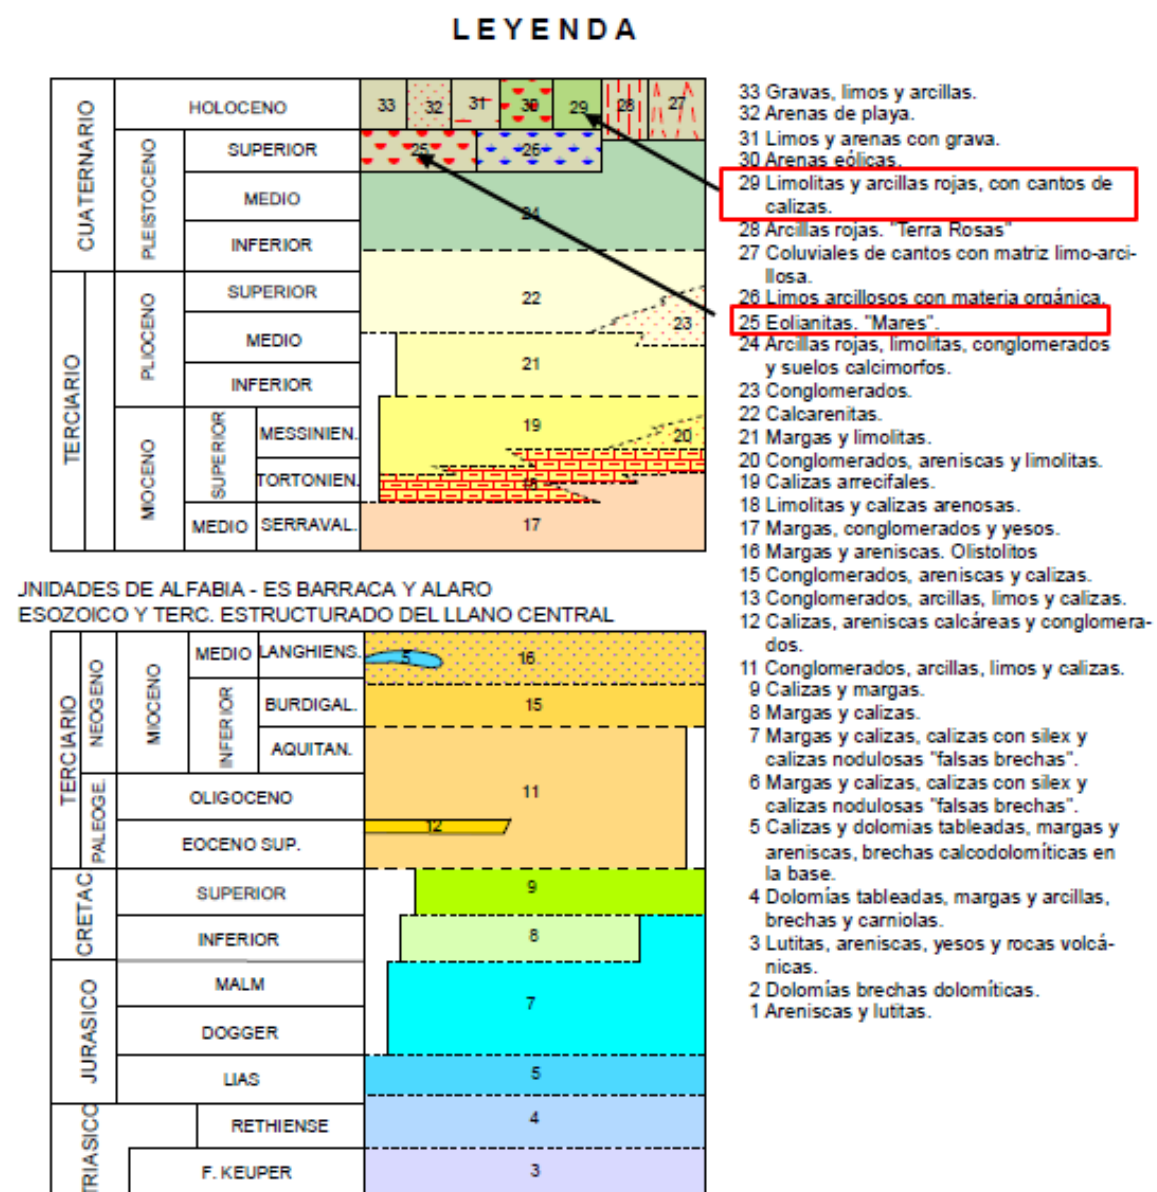 LEYENDA
CUATERNARIO
HOLOCENO
33 32 31 30 29 28 27
PLEISTOCENO
SUPERIOR
25 26
MEDIO
24
INFERIOR
TERCIARIO
PLIOCENO
SUPERIOR
22
23
MEDIO
21
INFERIOR
MIOCENO
SUPERIOR
MESSINIEN.
19
20
TORTONIEN.
18
MEDIO
SERRAVAL.
17
JNIDADES DE ALFABIA - ES BARRACA Y ALARO
ESOZOICO Y TERC. ESTRUCTURADO DEL LLANO CENTRAL
TERCIARIO
NEOGENO
MIOCENO
MEDIO
LANGHIENS.
5
16
INFERIOR
BURDIGAL.
15
AQUITAN.
PALEOGE.
OLIGOCENO
11
12
EOCENO SUP.
CRETAC
SUPERIOR
9
INFERIOR
8
JURASICO
MALM
7
DOGGER
LIAS
5
TRIASICO
RETHIENSE
4
F. KEUPER
3
33 Gravas, limos y arcillas.
32 Arenas de playa.
31 Limos y arenas con grava.
30 Arenas eólicas.
29 Limolitas y arcillas rojas, con cantos de
calizas.
28 Arcillas rojas. "Terra Rosas"
27 Coluviales de cantos con matriz limo-arci-
llosa.
26 Limos arcillosos con materia orgánica.
25 Eolianitas. "Mares".
24 Arcillas rojas, limolitas, conglomerados
y suelos calcimorfos.
23 Conglomerados.
22 Calcarenitas.
21 Margas y limolitas.
20 Conglomerados, areniscas y limolitas.
19 Calizas arrecifales.
18 Limolitas y calizas arenosas.
17 Margas, conglomerados y yesos.
16 Margas y areniscas. Olistolitos
15 Conglomerados, areniscas y calizas.
13 Conglomerados, arcillas, limos y calizas.
12 Calizas, areniscas calcáreas y conglomera-
dos.
11 Conglomerados, arcillas, limos y calizas.
9 Calizas y margas.
8 Margas y calizas.
7 Margas y calizas, calizas con silex y
calizas nodulosas "falsas brechas".
6 Margas y calizas, calizas con silex y
calizas nodulosas "falsas brechas".
5 Calizas y dolomias tableadas, margas y
areniscas, brechas calcodolomíticas en
la base.
4 Dolomías tableadas, margas y arcillas,
brechas y carniolas.
3 Lutitas, areniscas, yesos y rocas volcá-
nicas.
2 Dolomías brechas dolomíticas.
1 Areniscas y lutitas.